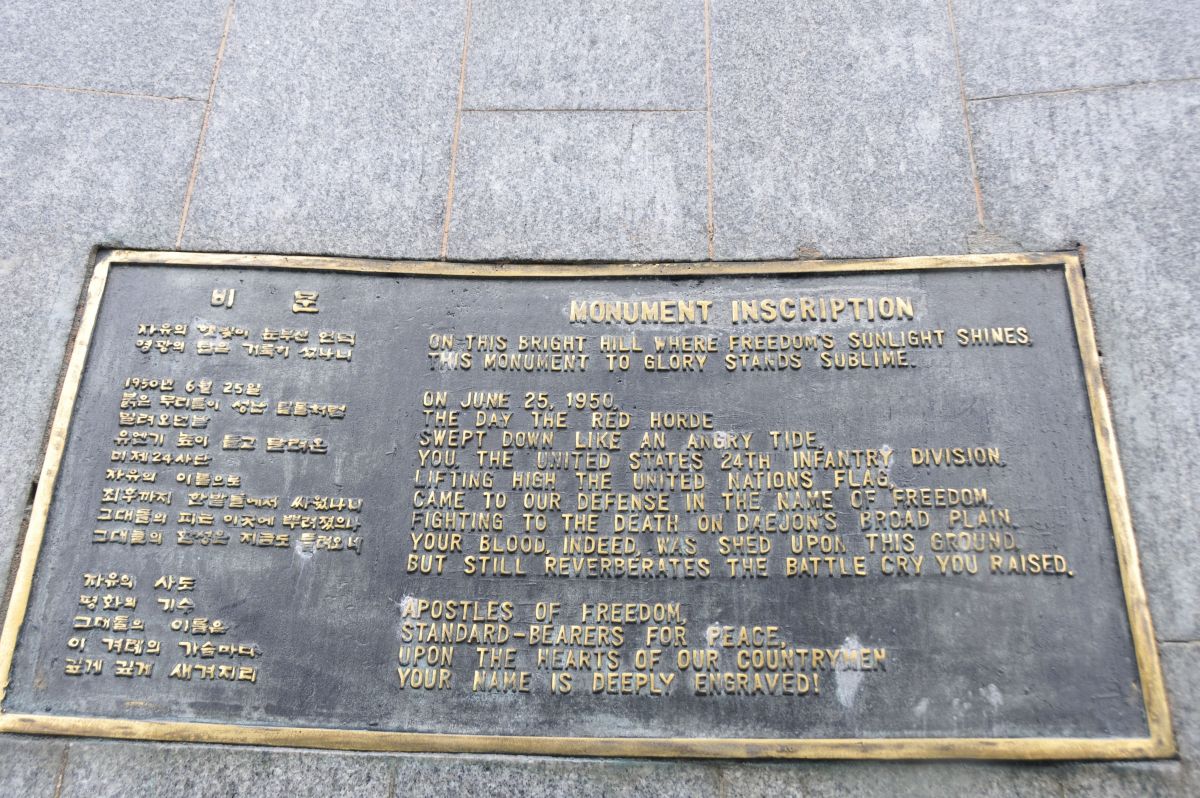 비 문
자유의 햇빛이 눈부신 언덕
영광의 탑은 거룩히 섰나니
1950년 6월 25일
붉은 무리들이 성난 밀물처럼
밀려오던날
유엔기 높이 들고 달려온
미제24사단
자유의 이름으로
최후까지 한밭들에서 싸웠나니
그대들의 피는 이곳에 뿌려졌으나
그대들의 함성은 지금도 들려오네
자유의 사도
평화의 기수
그대들의 이름은
이 겨레의 가슴마다
깊게 깊게 새겨지리
MONUMENT INSCRIPTION
ON THIS BRIGHT HILL WHERE FREEDOM'S SUNLIGHT SHINES.
THIS MONUMENT TO GLORY STANDS SUBLIME.
ON JUNE 25, 1950,
THE DAY THE RED HORDE
SWEPT DOWN LIKE AN ANGRY TIDE,
YOU, THE UNITED STATES 24TH INFANTRY DIVISION,
LIFTING HIGH THE UNITED NATIONS FLAG,
CAME TO OUR DEFENSE IN THE NAME OF FREEDOM,
FIGHTING TO THE DEATH ON DAEJON'S BROAD PLAIN.
YOUR BLOOD, INDEED, WAS SHED UPON THIS GROUND.
BUT STILL REVERBERATES THE BATTLE CRY YOU RAISED.
APOSTLES OF FREEDOM,
STANDARD-BEARERS FOR PEACE,
UPON THE HEARTS OF OUR COUNTRYMEN
YOUR NAME IS DEEPLY ENGRAVED!